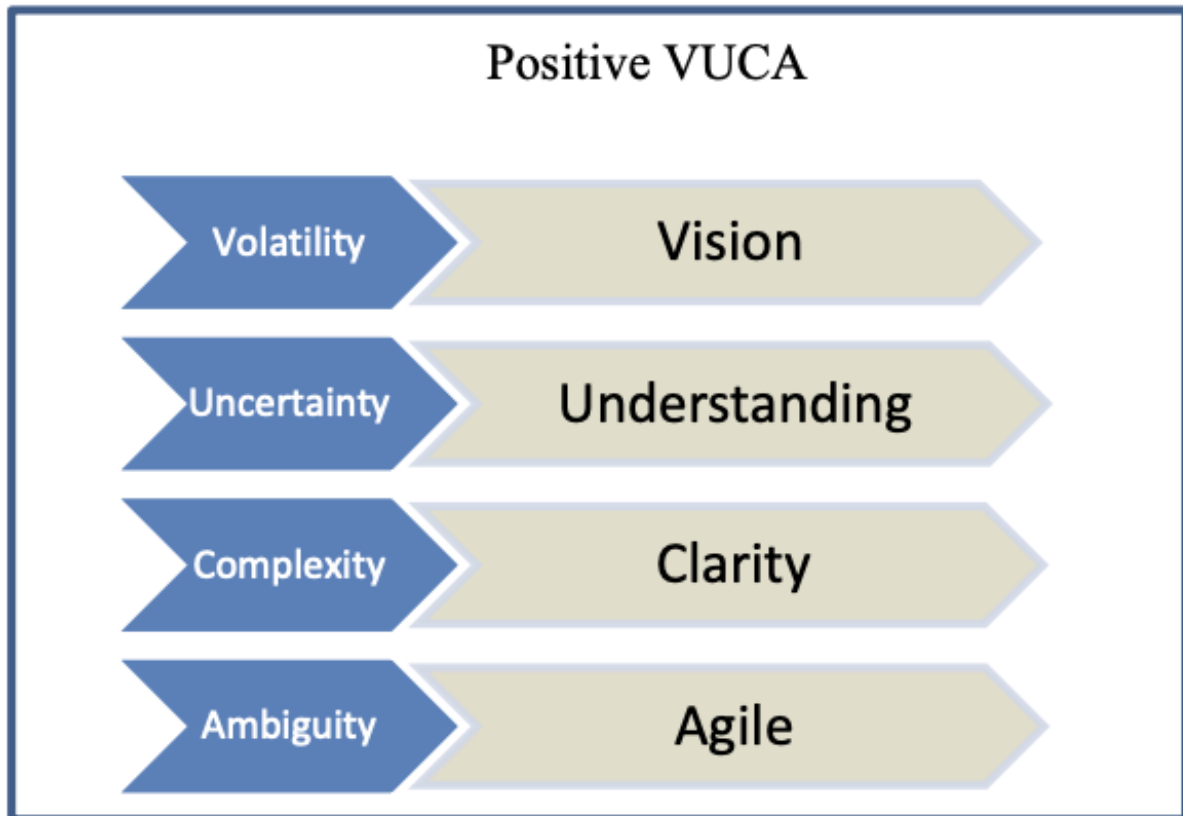 Positive VUCA
Volatility
Vision
Uncertainty
Understanding
Complexity
Clarity
Ambiguity
Agile